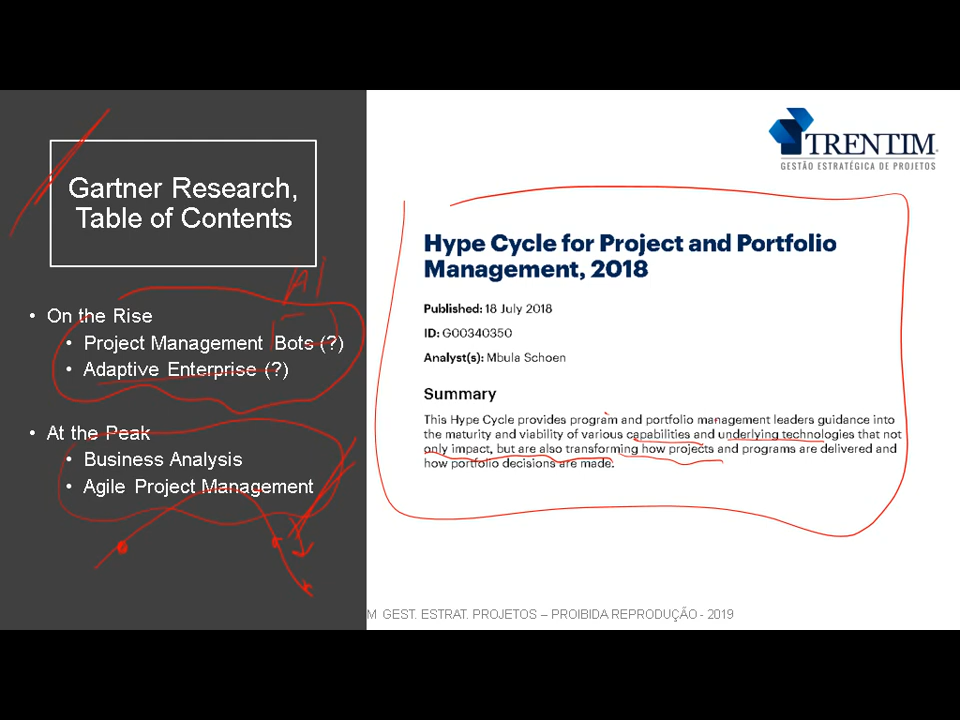 Gartner Research,
Table of Contents
• On the Rise
• Project Management Bots (?)
• Adaptive Enterprise (?)
• At the Peak
• Business Analysis
• Agile Project Management
AI
TRENTIM
GESTÃO ESTRATÉGICA DE PROJETOS
Hype Cycle for Project and Portfolio
Management, 2018
Published: 18 July 2018
ID: G00340350
Analyst(s): Mbula Schoen
Summary
This Hype Cycle provides program and portfolio management leaders guidance into
the maturity and viability of various capabilities and underlying technologies that not
only impact, but are also transforming how projects and programs are delivered and
how portfolio decisions are made.
M GEST. ESTRAT. PROJETOS – PROIBIDA REPRODUÇÃO - 2019